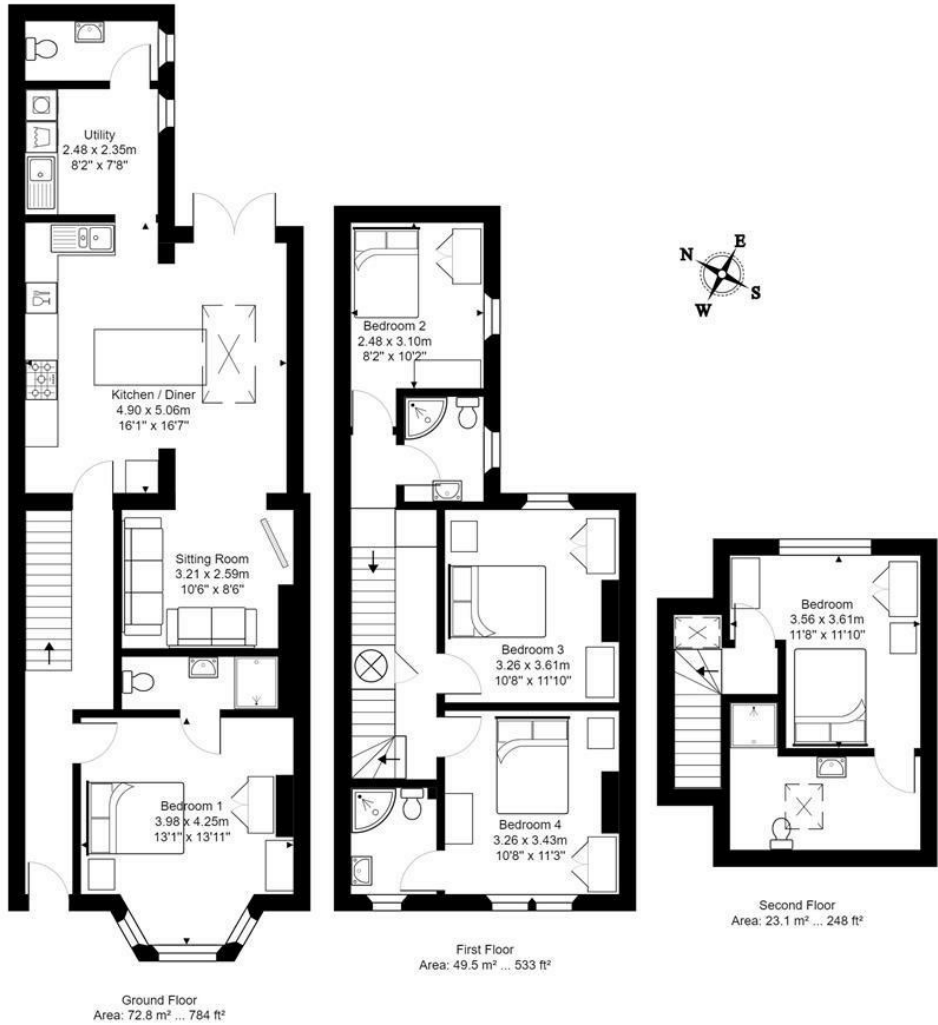 Utility
2.48 x 2.35m
8'2" x 7'8"
Kitchen / Diner
4.90 x 5.06m
16'1" x 16'7"
Sitting Room
3.21 x 2.59m
10'6" x 8'6"
Bedroom 1
3.98 x 4.25m
13'1" x 13'11"
Ground Floor
Area: 72.8 m² ... 784 ft²
Bedroom 2
2.48 x 3.10m
8'2" x 10'2"
Bedroom 3
3.26 x 3.61m
10'8" x 11'10"
Bedroom 4
3.26 x 3.43m
10'8" x 11'3"
First Floor
Area: 49.5 m² ... 533 ft²
N
E
S
W
Bedroom
3.56 x 3.61m
11'8" x 11'10"
Second Floor
Area: 23.1 m² ... 248 ft²